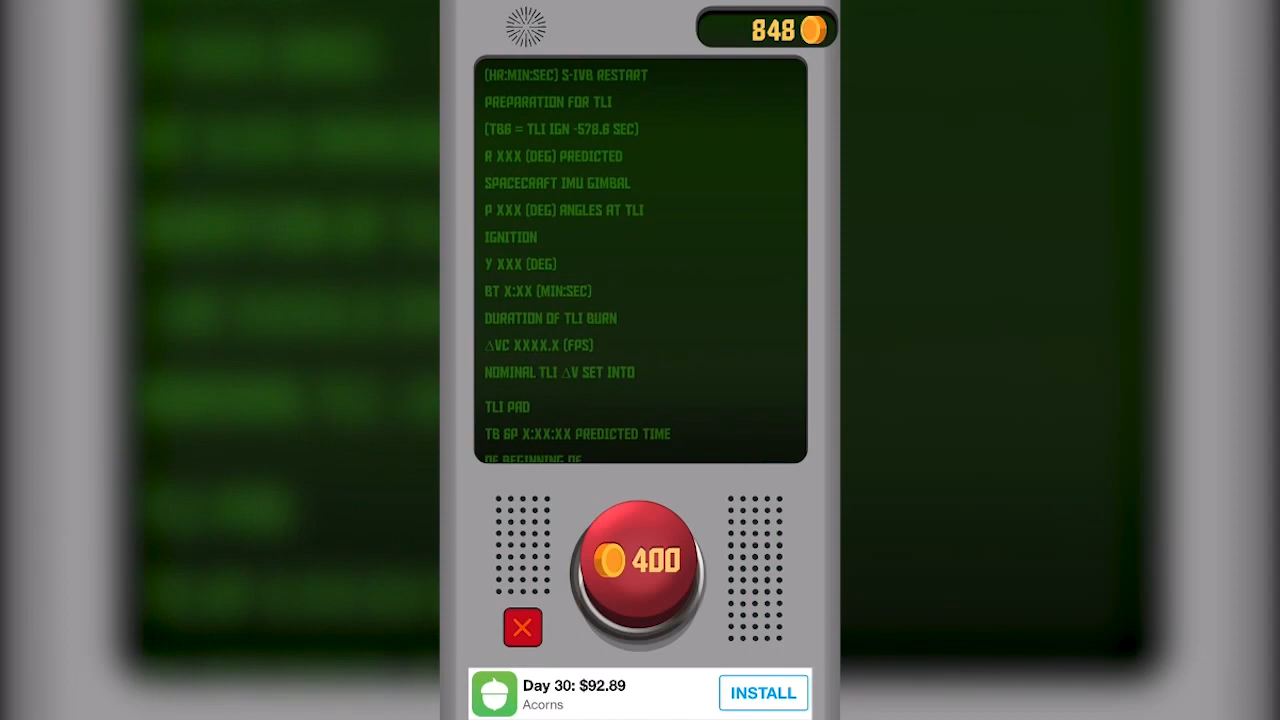 848
(HR:MIN:SEC) S-IVB RESTART
PREPARATION FOR TLI
(TB6 = TLI IGN -578.6 SEC)
R XXX (DEG) PREDICTED
SPACECRAFT IMU GIMBAL
P XXX (DEG) ANGLES AT TLI
IGNITION
Y XXX (DEG)
BT X:XX (MIN:SEC)
DURATION OF TLI BURN
ΔVC XXXX.X (FPS)
NOMINAL TLI ΔV SET INTO
TLI PAD
TB 6P X:XX:XX PREDICTED TIME
OF BEGINNING OF
400
Day 30: $92.89
Acorns
INSTALL